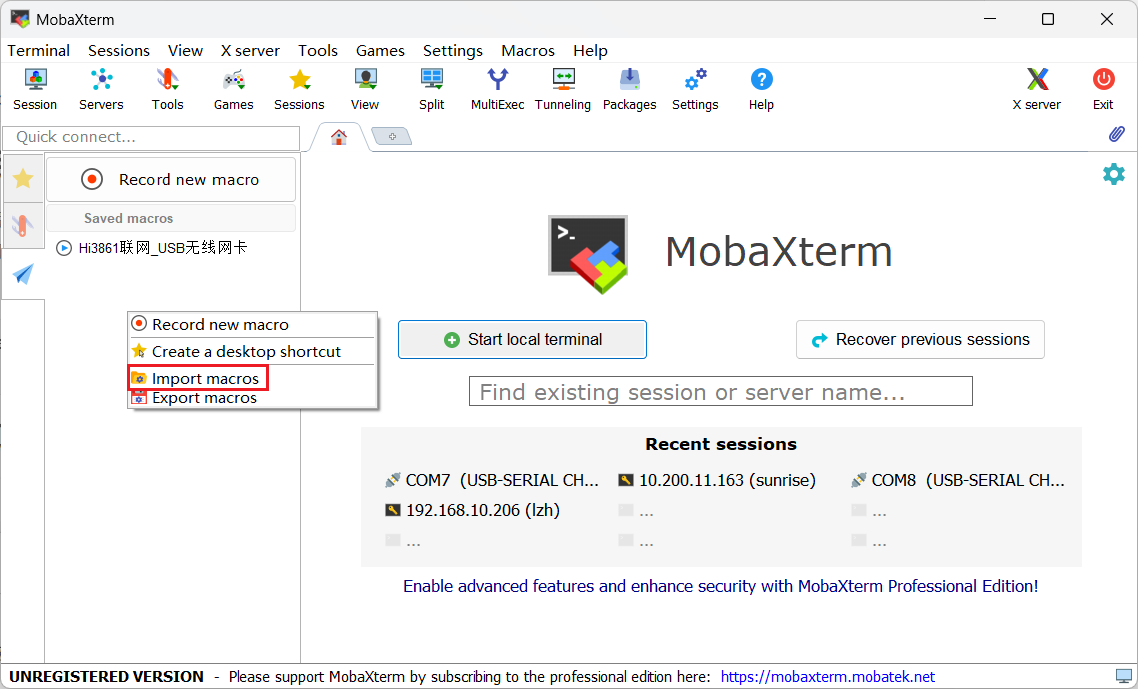 MobaXterm
Terminal Sessions View X server Tools Games Settings Macros Help
Session Servers Tools Games Sessions View Split MultiExec Tunneling Packages Settings Help X server Exit
Quick connect...
Record new macro
Saved macros
Hi3861联网_USB无线网卡
Record new macro
Create a desktop shortcut
Import macros
Export macros
MobaXterm
Start local terminal Recover previous sessions
Find existing session or server name...
Recent sessions
COM7 (USB-SERIAL CH... 10.200.11.163 (sunrise) COM8 (USB-SERIAL CH...
192.168.10.206 (lzh) ... ...
... ... ...
Enable advanced features and enhance security with MobaXterm Professional Edition!
UNREGISTERED VERSION - Please support MobaXterm by subscribing to the professional edition here: https://mobaxterm.mobatek.net